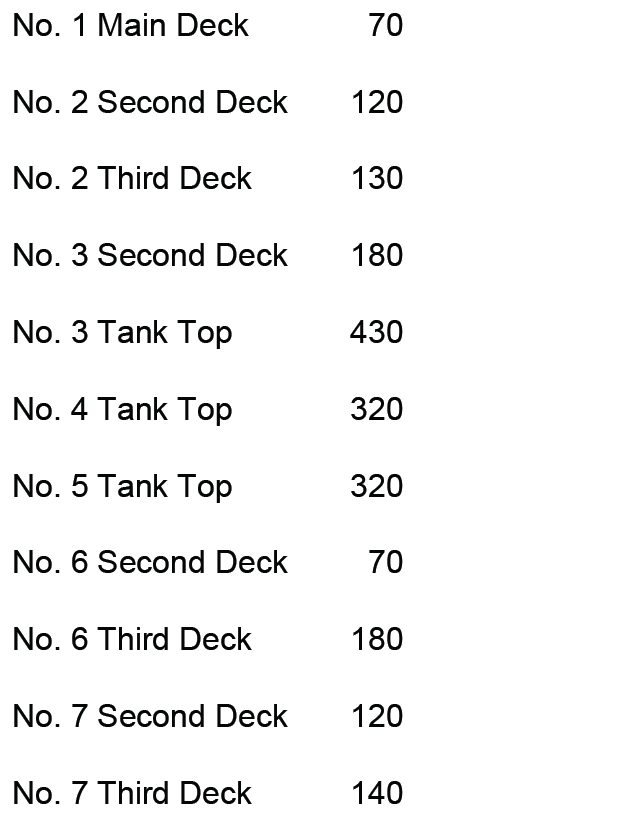 No. 1 Main Deck 70
No. 2 Second Deck 120
No. 2 Third Deck 130
No. 3 Second Deck 180
No. 3 Tank Top 430
No. 4 Tank Top 320
No. 5 Tank Top 320
No. 6 Second Deck 70
No. 6 Third Deck 180
No. 7 Second Deck 120
No. 7 Third Deck 140